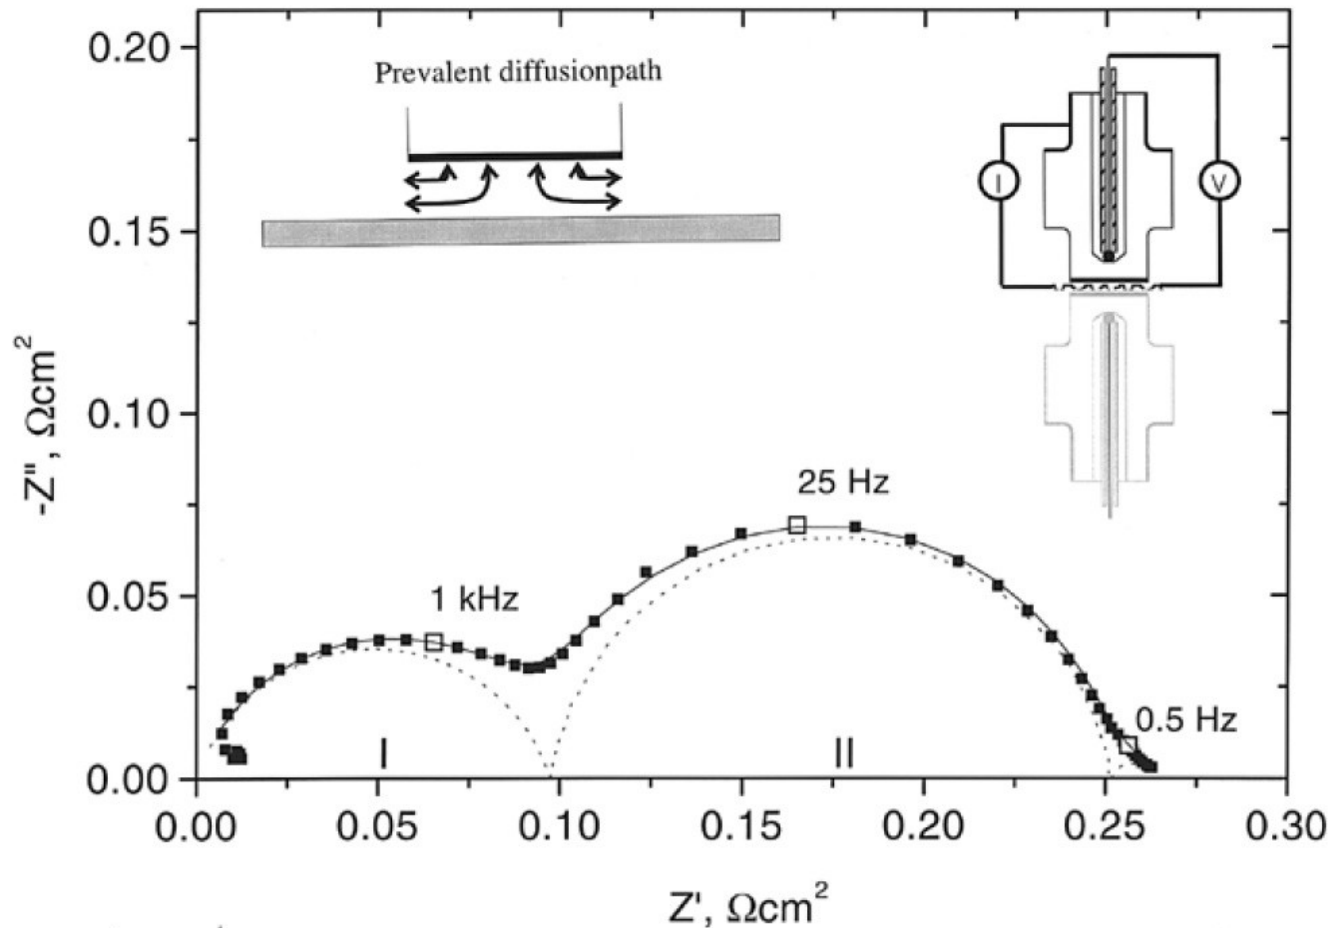 0.20
Prevalent diffusionpath
I
V
0.15
0.10
-Z", Ωcm²
25 Hz
1 kHz
0.05
0.5 Hz
I
II
0.00
0.00 0.05 0.10 0.15 0.20 0.25 0.30
Z', Ωcm²